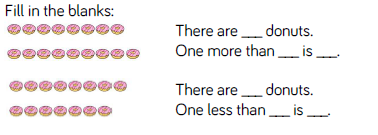 Fill in the blanks:
There are ___ donuts.
One more than ___ is ___.
There are ___ donuts.
One less than ___ is ___.